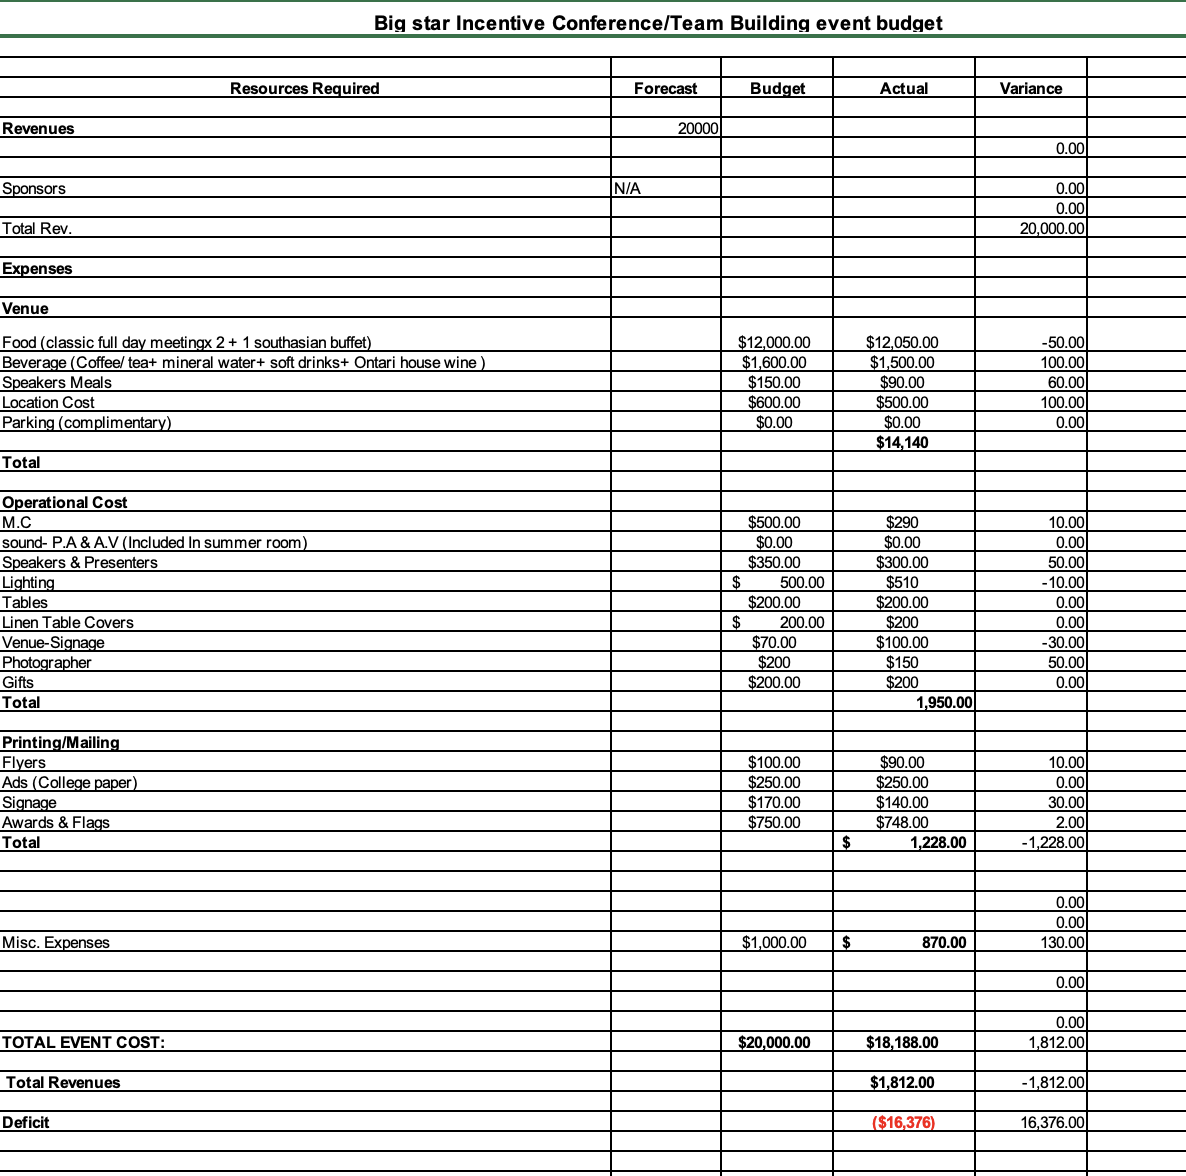 Big star Incentive Conference/Team Building event budget
Resources Required Forecast Budget Actual Variance
Revenues 20000
0.00
Sponsors N/A 0.00
0.00
Total Rev. 20,000.00
Expenses
Venue
Food (classic full day meetingx 2 + 1 southasian buffet) $12,000.00 $12,050.00 -50.00
Beverage (Coffee/ tea+ mineral water+ soft drinks+ Ontari house wine ) $1,600.00 $1,500.00 100.00
Speakers Meals $150.00 $90.00 60.00
Location Cost $600.00 $500.00 100.00
Parking (complimentary) $0.00 $0.00 0.00
$14,140
Total
Operational Cost
M.C $500.00 $290 10.00
sound- P.A & A.V (Included In summer room) $0.00 $0.00 0.00
Speakers & Presenters $350.00 $300.00 50.00
Lighting $ 500.00 $510 -10.00
Tables $200.00 $200.00 0.00
Linen Table Covers $ 200.00 $200 0.00
Venue-Signage $70.00 $100.00 -30.00
Photographer $200 $150 50.00
Gifts $200.00 $200 0.00
Total 1,950.00
Printing/Mailing
Flyers $100.00 $90.00 10.00
Ads (College paper) $250.00 $250.00 0.00
Signage $170.00 $140.00 30.00
Awards & Flags $750.00 $748.00 2.00
Total $ 1,228.00 -1,228.00
0.00
0.00
Misc. Expenses $1,000.00 $ 870.00 130.00
0.00
0.00
TOTAL EVENT COST: $20,000.00 $18,188.00 1,812.00
Total Revenues $1,812.00 -1,812.00
Deficit ($16,376) 16,376.00